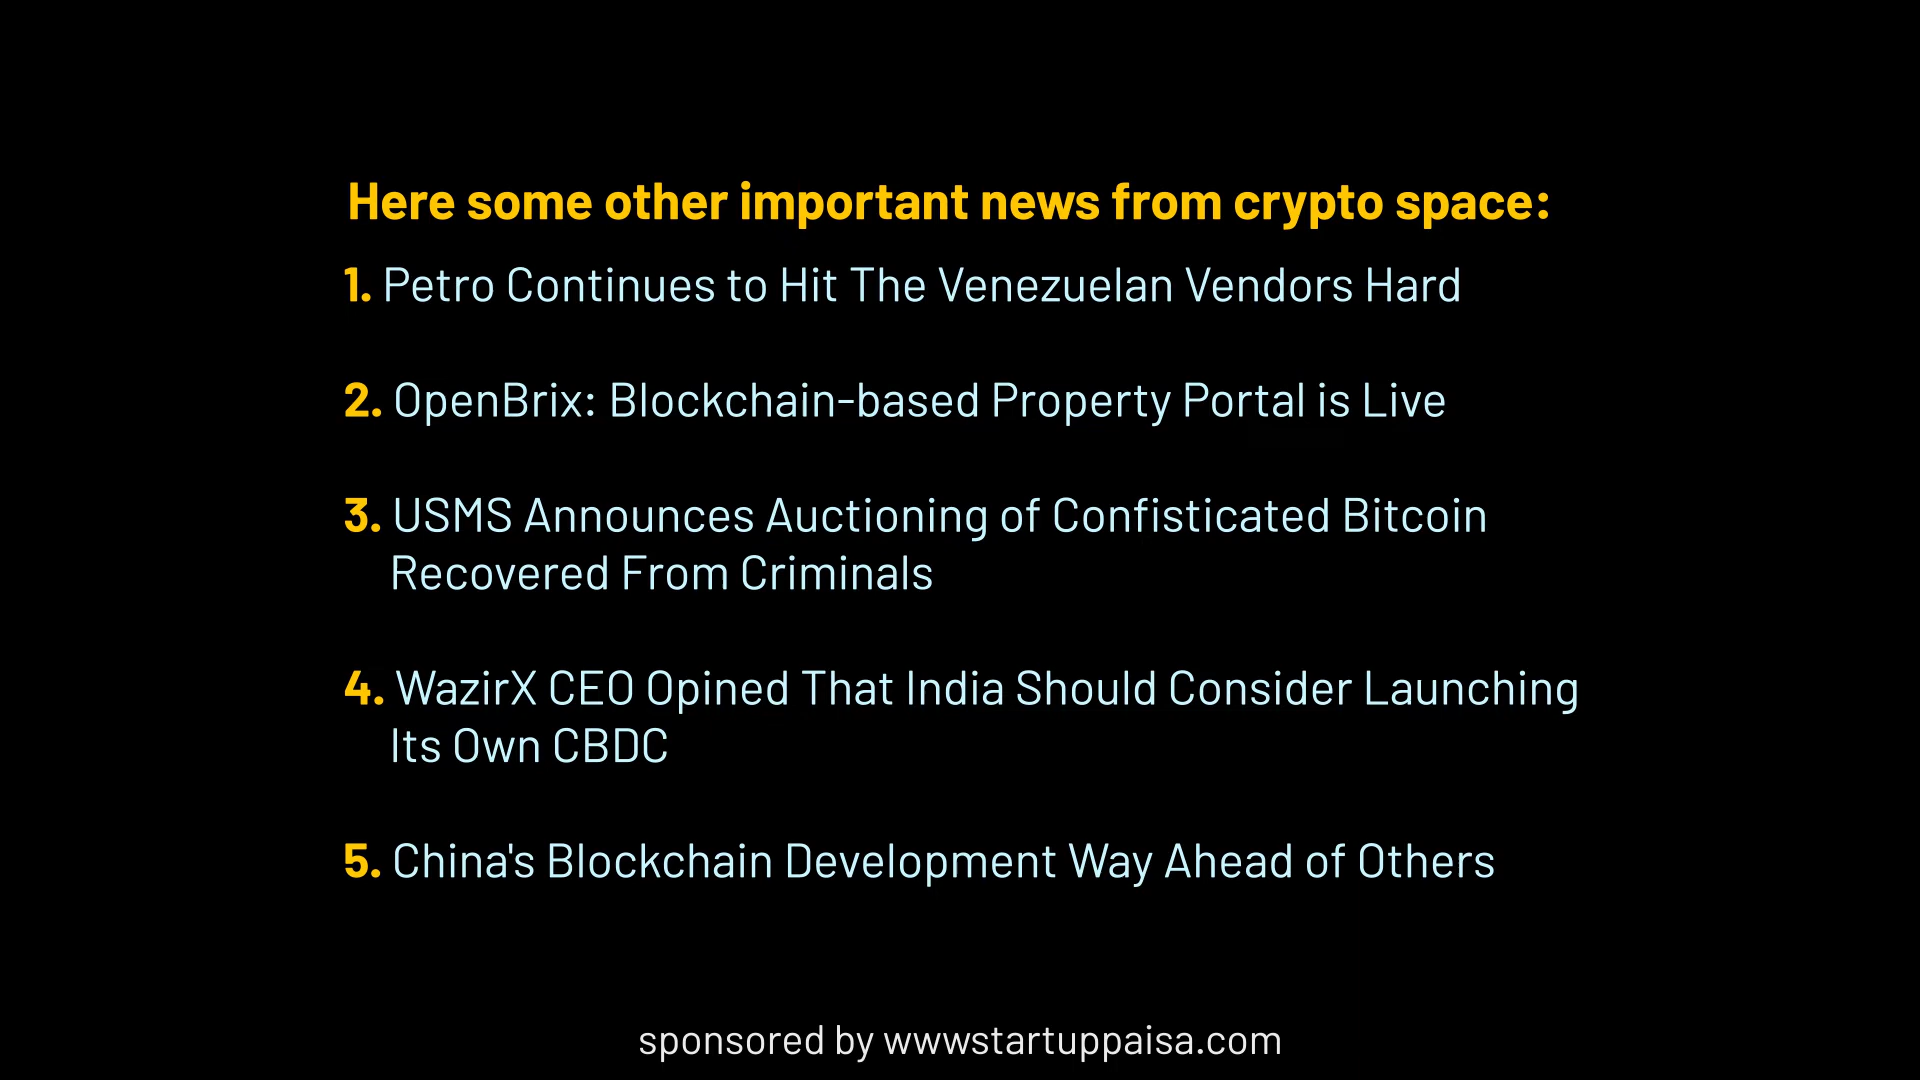 Here some other important news from crypto space:
1. Petro Continues to Hit The Venezuelan Vendors Hard
2. OpenBrix: Blockchain-based Property Portal is Live
3. USMS Announces Auctioning of Confisticated Bitcoin
Recovered From Criminals
4. WazirX CEO Opined That India Should Consider Launching
Its Own CBDC
5. China's Blockchain Development Way Ahead of Others
sponsored by wwwstartuppaisa.com